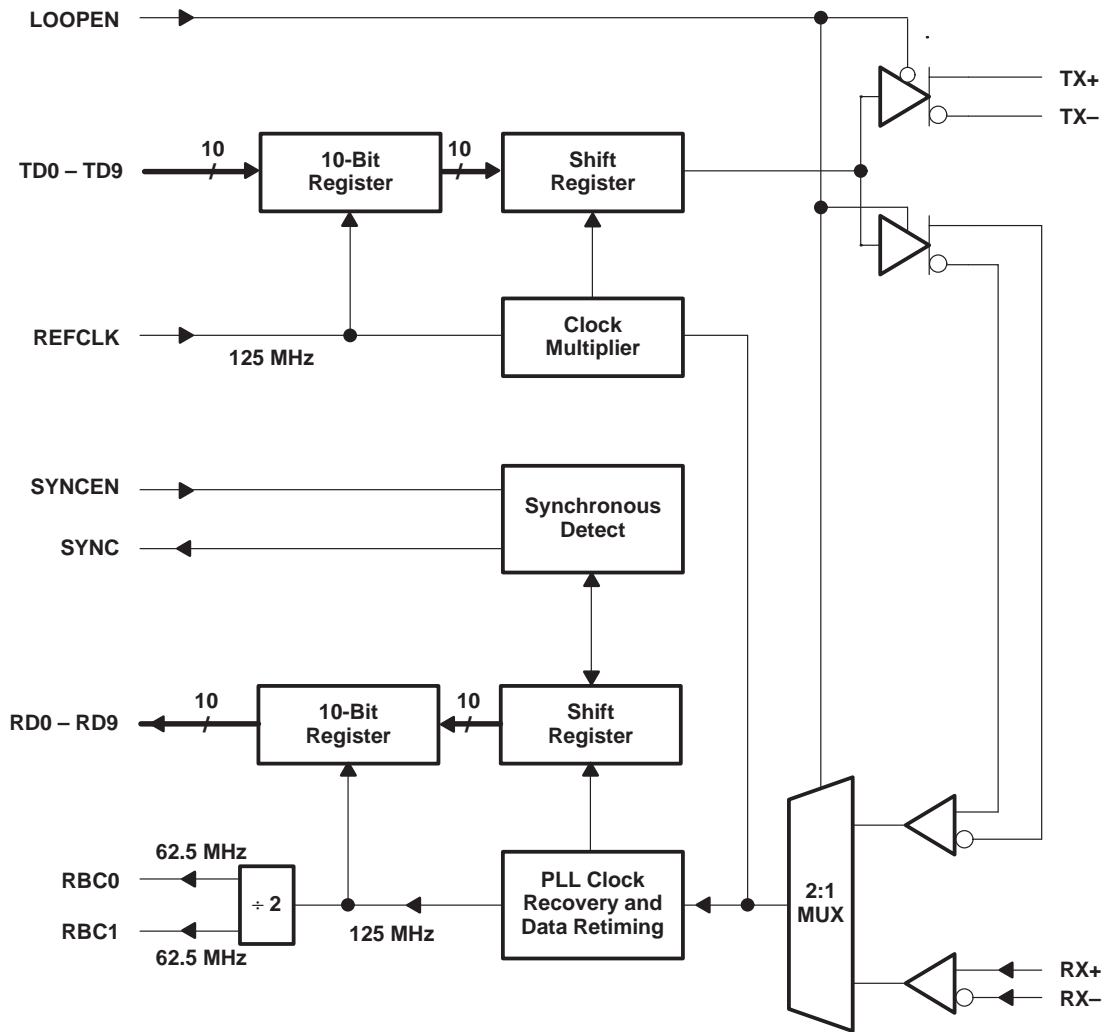 LOOPEN
TX+
TX–
TD0 – TD9
10
10-Bit
Register
10
Shift
Register
REFCLK
125 MHz
Clock
Multiplier
SYNCEN
SYNC
Synchronous
Detect
RD0 – RD9
10
10-Bit
Register
10
Shift
Register
62.5 MHz
RBC0
RBC1
62.5 MHz
÷ 2
125 MHz
PLL Clock
Recovery and
Data Retiming
2:1
MUX
RX+
RX–